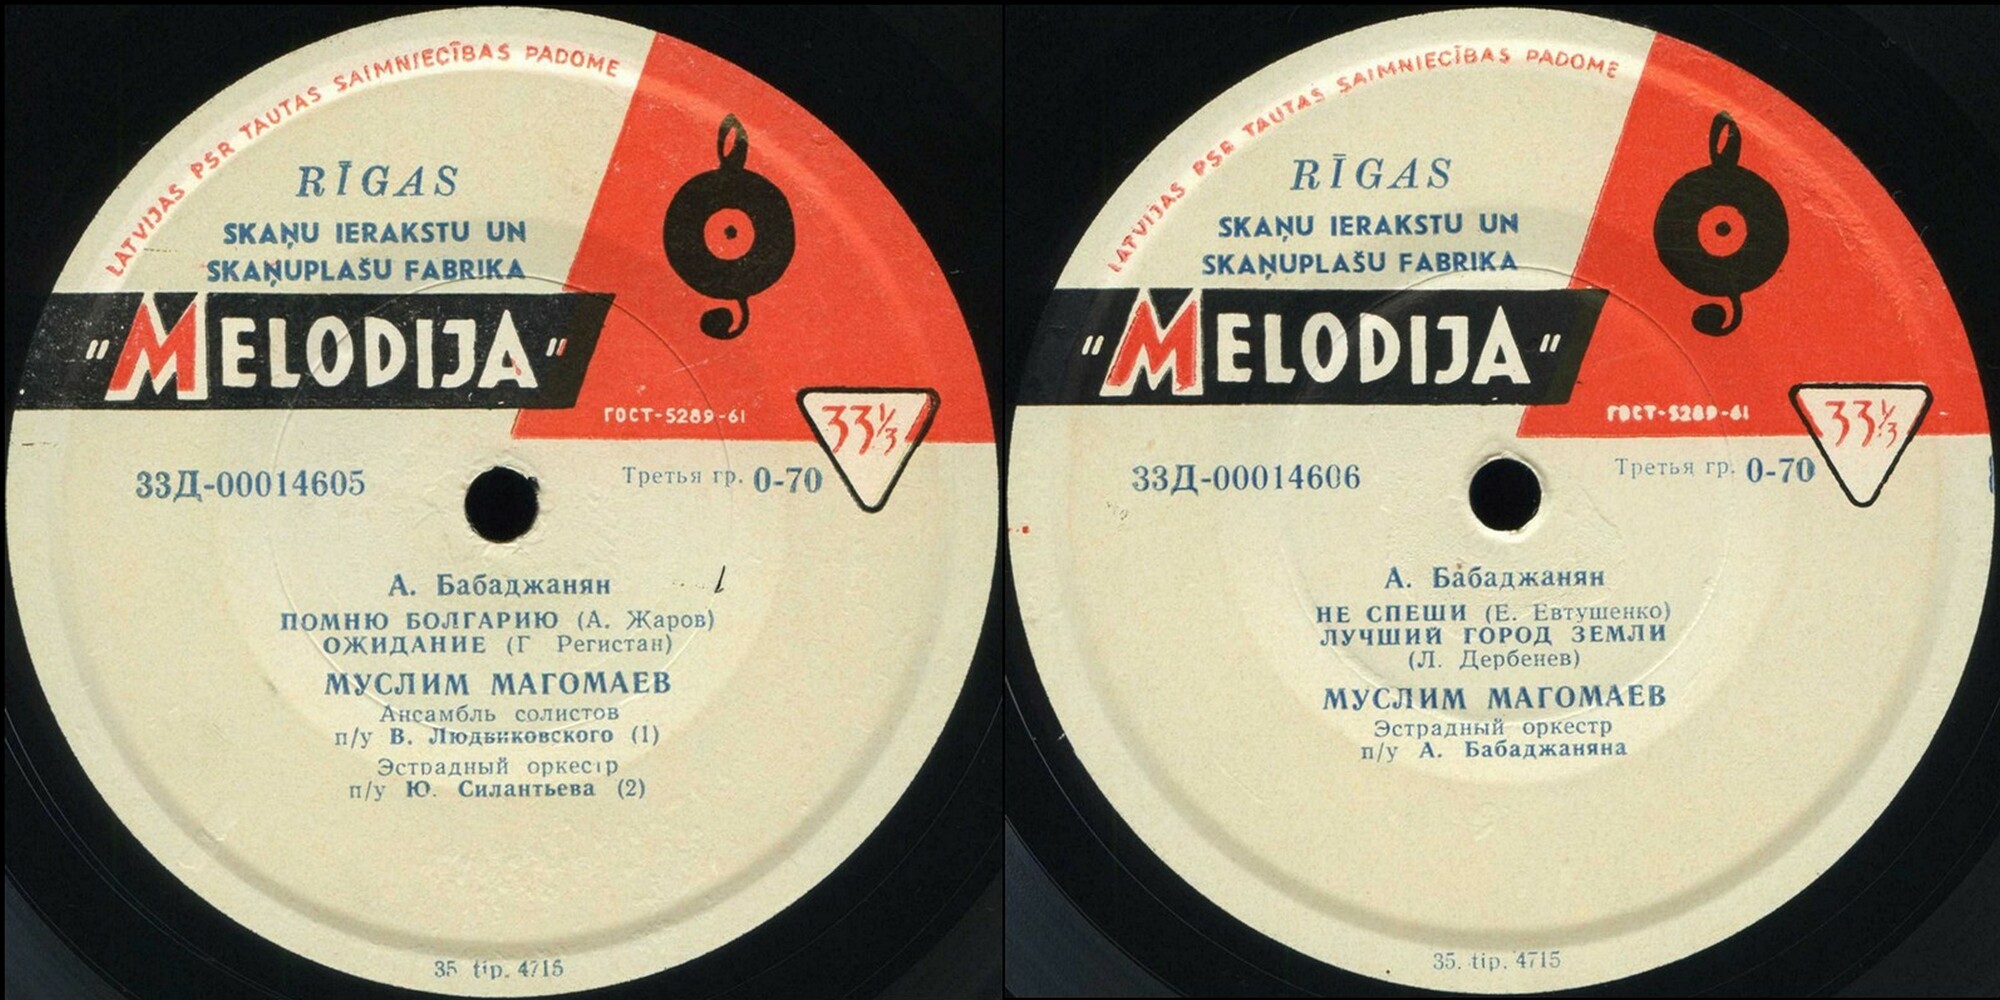 LATVIJAS PSR TAUTAS SAIMNIECĪBAS PADOME
RĪGAS
SKAŅU IERAKSTU UN
SKAŅUPLAŠU FABRIKA
"MELODIJA"
ГОСТ-5289-61
33⅓
33Д-00014605
Третья гр. 0-70
А. Бабаджанян
ПОМНЮ БОЛГАРИЮ (А. Жаров)
ОЖИДАНИЕ (Г Регистан)
МУСЛИМ МАГОМАЕВ
Ансамбль солистов
п/у В. Людвиковского (1)
Эстрадный оркестр
п/у Ю. Силантьева (2)
35 tip. 4715
LATVIJAS PSR TAUTAS SAIMNIECĪBAS PADOME
RĪGAS
SKAŅU IERAKSTU UN
SKAŅUPLAŠU FABRIKA
"MELODIJA"
ГОСТ-5289-61
33⅓
33Д-00014606
Третья гр. 0-70
А. Бабаджанян
НЕ СПЕШИ (Е. Евтушенко)
ЛУЧШИЙ ГОРОД ЗЕМЛИ
(Л. Дербенев)
МУСЛИМ МАГОМАЕВ
Эстрадный оркестр
п/у А. Бабаджаняна
35. tip. 4715